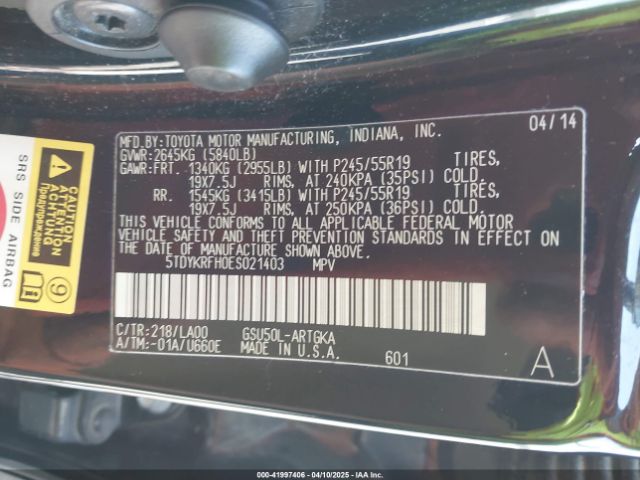 MFD.BY:TOYOTA MOTOR MANUFACTURING, INDIANA, INC. 04/14
GVWR:2645KG (5840LB)
GAWR:FRT. 1340KG (2955LB) WITH P245/55R19 TIRES,
19X7.5J RIMS, AT 240KPA (35PSI) COLD.
RR. 1545KG (3415LB) WITH P245/55R19 TIRES,
19X7.5J RIMS, AT 250KPA (36PSI) COLD.
THIS VEHICLE CONFORMS TO ALL APPLICABLE FEDERAL MOTOR
VEHICLE SAFETY AND THEFT PREVENTION STANDARDS IN EFFECT ON
THE DATE OF MANUFACTURE SHOWN ABOVE.
5TDYKRFH0ES021403 MPV
C/TR:218/LA00 GSU50L-ARTGKA
A/TM:-01A/U660E MADE IN U.S.A. 601 A
SRS SIDE AIRBAG
CAUTION
ATTENTION
Предупреждение
9
00-41997406 - 04/10/2025 - IAA Inc.